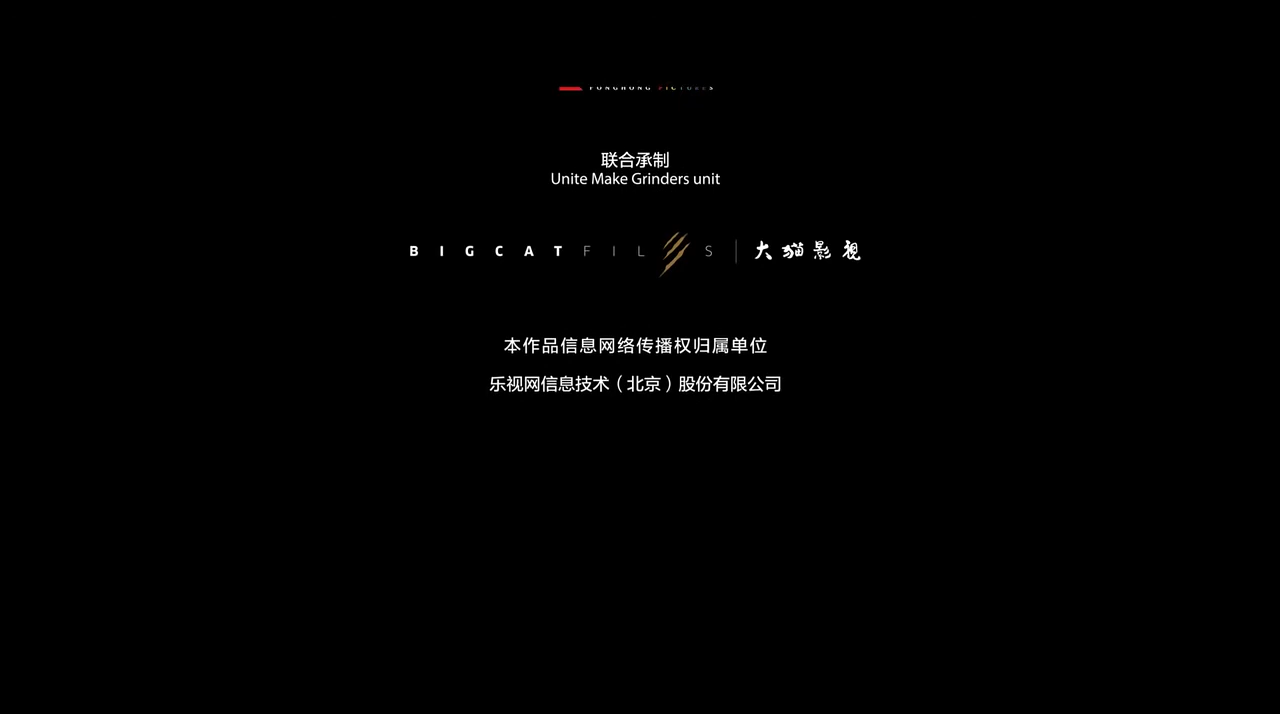 联合承制
Unite Make Grinders unit
BIGCATFIL S 大猫影视
本作品信息网络传播权归属单位
乐视网信息技术（北京）股份有限公司